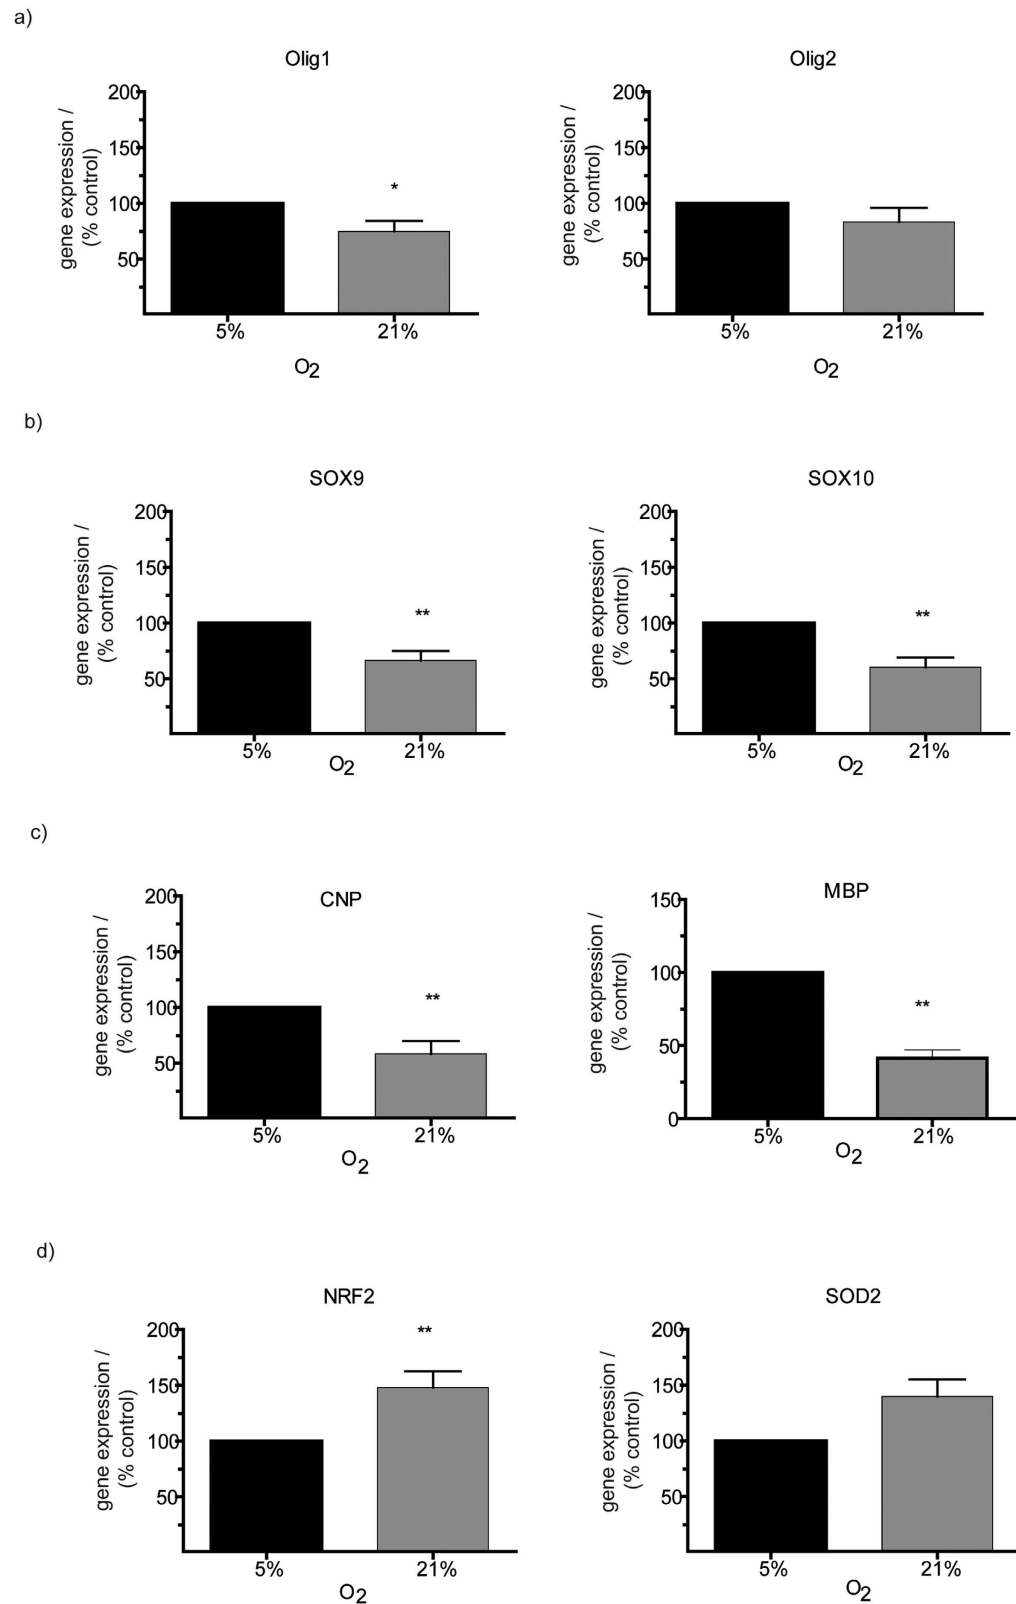 a)
Olig1
Olig2
gene expression /
(% control)
200
150
100
50
*
5%
21%
O2
gene expression /
(% control)
200
150
100
50
5%
21%
O2
b)
SOX9
SOX10
gene expression /
(% control)
200
150
100
50
**
5%
21%
O2
gene expression /
(% control)
200
150
100
50
**
5%
21%
O2
c)
CNP
MBP
gene expression /
(% control)
200
150
100
50
**
5%
21%
O2
gene expression /
(% control)
150
100
50
0
**
5%
21%
O2
d)
NRF2
SOD2
gene expression /
(% control)
200
150
100
50
**
5%
21%
O2
gene expression /
(% control)
200
150
100
50
5%
21%
O2